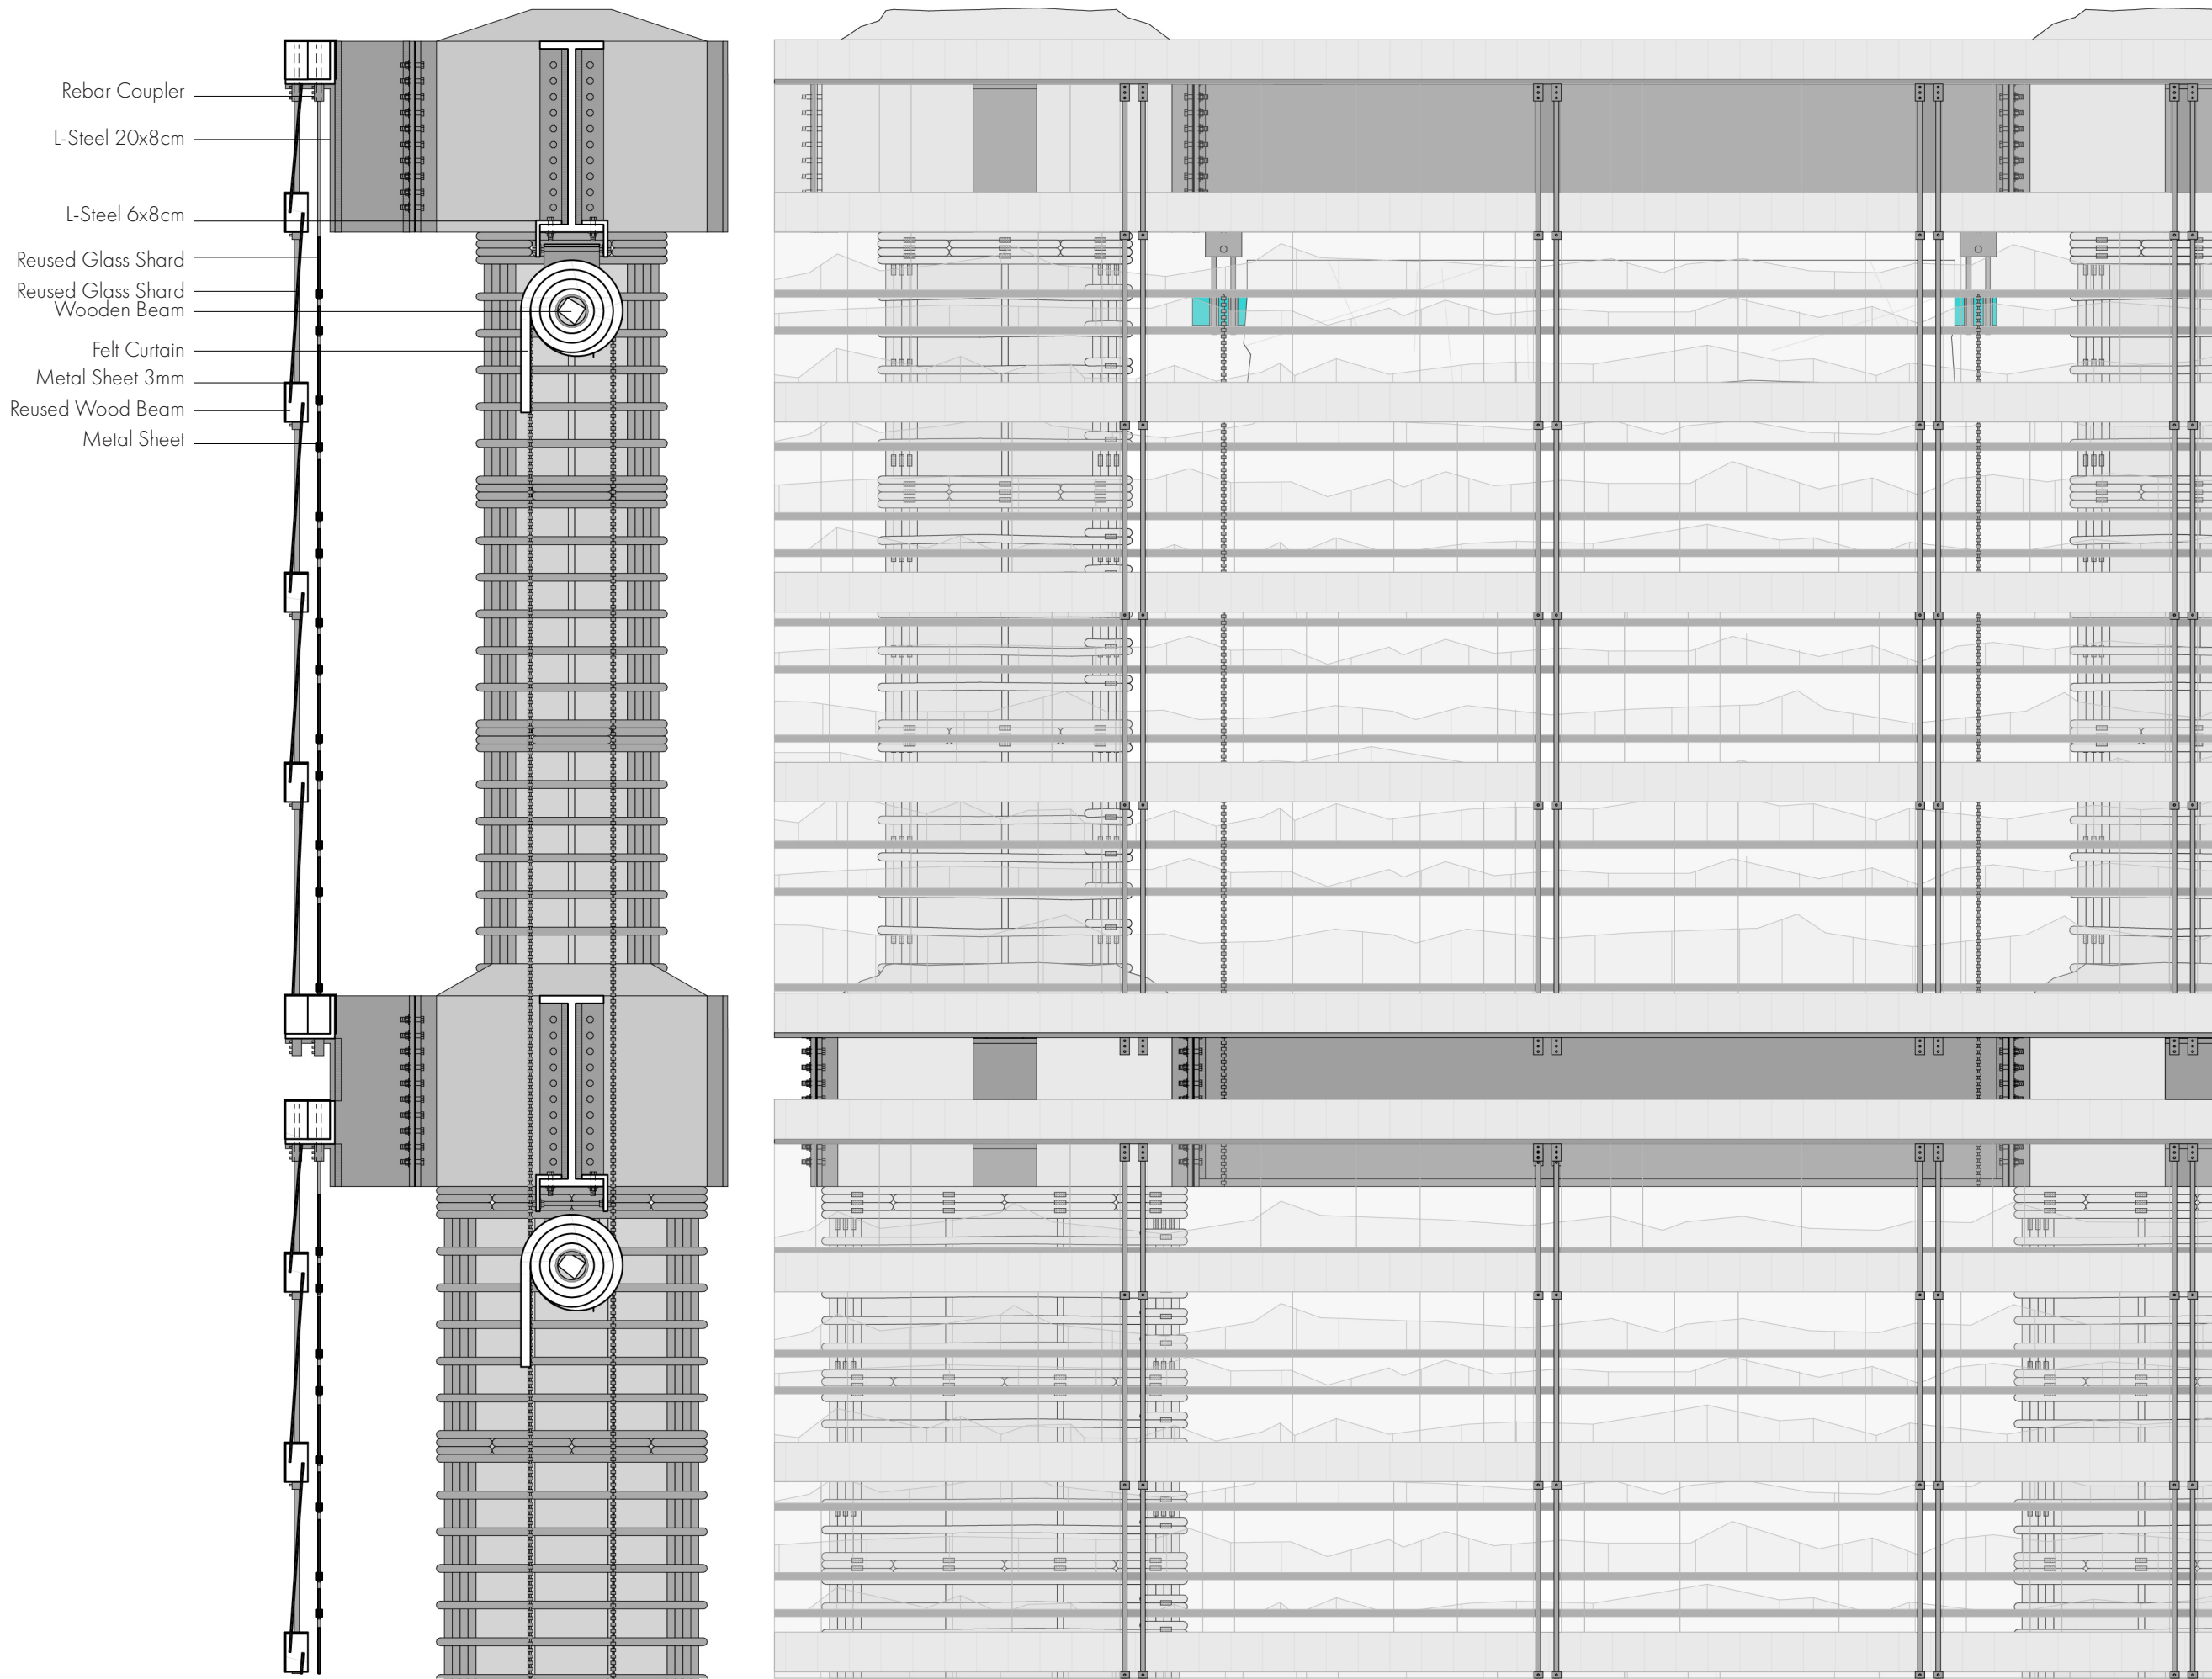 Rebar Coupler
L-Steel 20x8cm
L-Steel 6x8cm
Reused Glass Shard
Reused Glass Shard
Wooden Beam
Felt Curtain
Metal Sheet 3mm
Reused Wood Beam
Metal Sheet